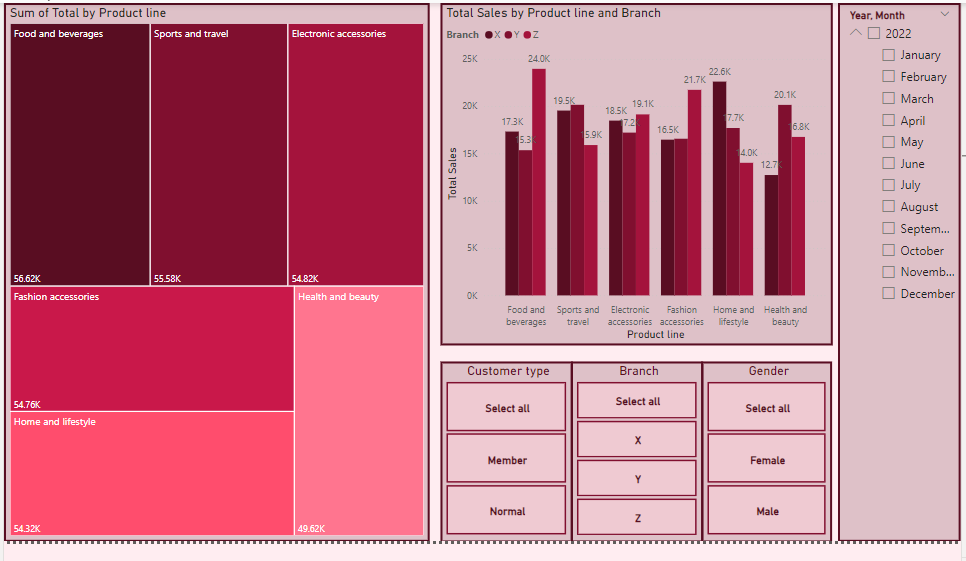 Sum of Total by Product line
Food and beverages
56.62K
Sports and travel
55.58K
Electronic accessories
54.82K
Fashion accessories
54.76K
Home and lifestyle
54.32K
Health and beauty
49.62K
Total Sales by Product line and Branch
Branch X Y Z
Total Sales
25K
20K
15K
10K
5K
0K
17.3K
15.3K
24.0K
19.5K
15.9K
18.5K
17.2K
19.1K
16.5K
21.7K
22.6K
17.7K
14.0K
12.7K
20.1K
16.8K
Food and
beverages
Sports and
travel
Electronic
accessories
Fashion
accessories
Home and
lifestyle
Health and
beauty
Product line
Customer type
Select all
Member
Normal
Branch
Select all
X
Y
Z
Gender
Select all
Female
Male
Year, Month
2022
January
February
March
April
May
June
July
August
Septem...
October
Novemb...
December